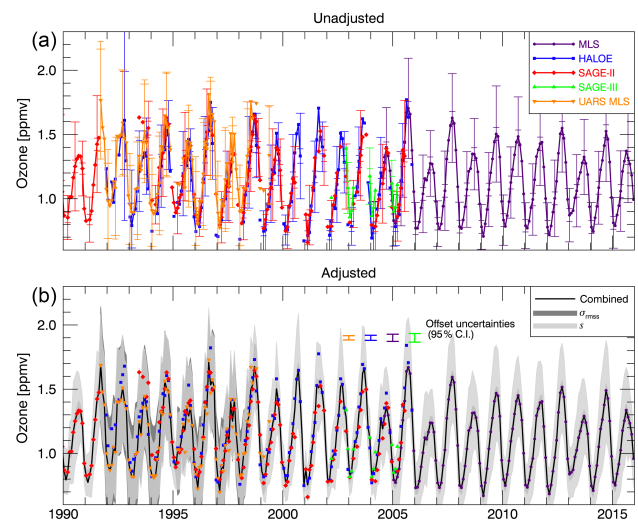 Unadjusted
(a)
MLS
HALOE
SAGE-II
SAGE-III
UARS MLS
Ozone [ppmv]
2.0
1.5
1.0
Adjusted
(b)
Combined
σrmss
s
Offset uncertainties
(95% C.I.)
Ozone [ppmv]
2.0
1.5
1.0
1990 1995 2000 2005 2010 2015